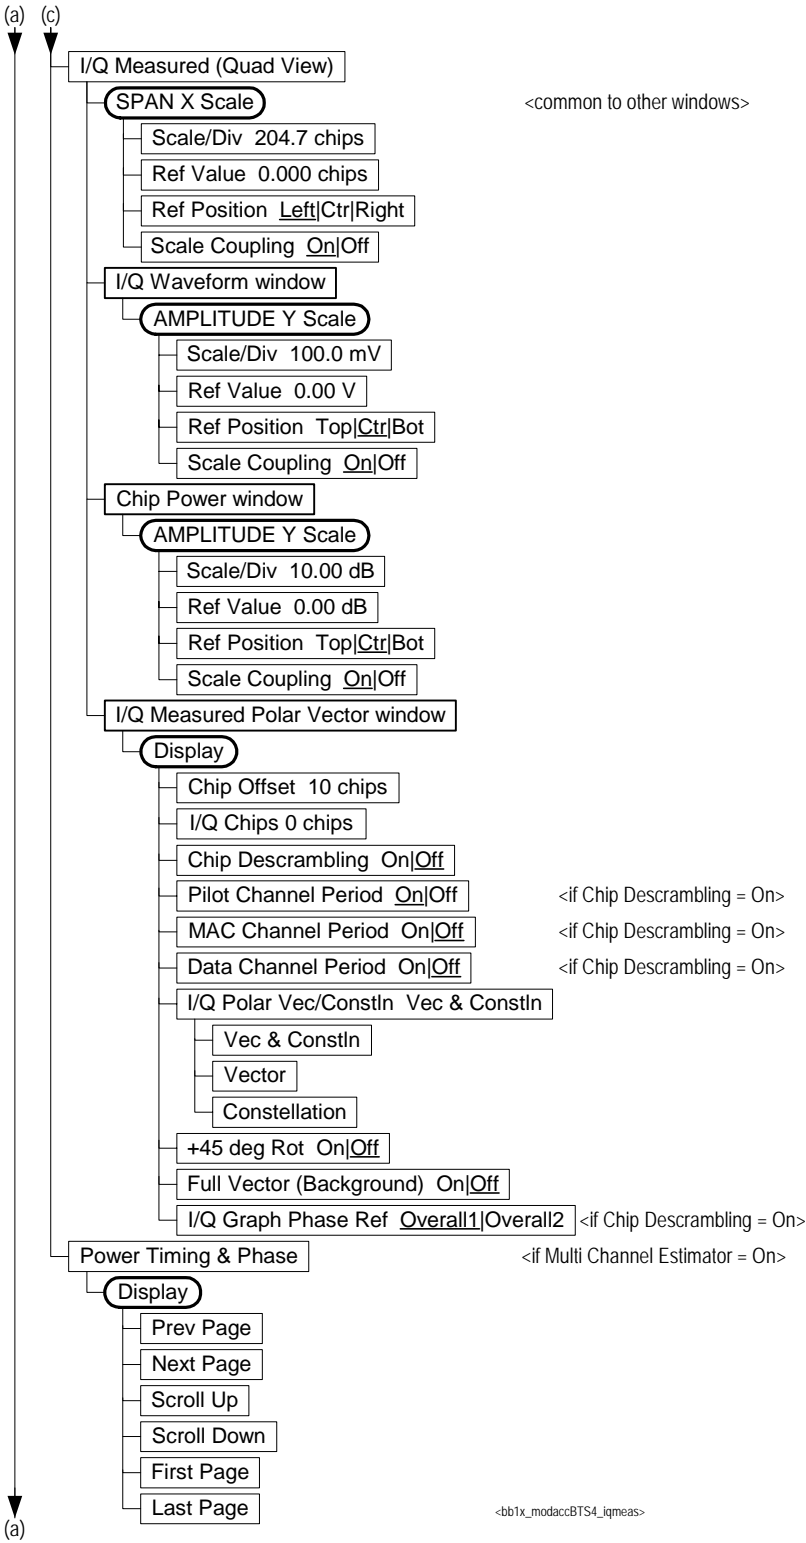 (a) (c)
I/Q Measured (Quad View)
SPAN X Scale <common to other windows>
Scale/Div 204.7 chips
Ref Value 0.000 chips
Ref Position Left|Ctr|Right
Scale Coupling On|Off
I/Q Waveform window
AMPLITUDE Y Scale
Scale/Div 100.0 mV
Ref Value 0.00 V
Ref Position Top|Ctr|Bot
Scale Coupling On|Off
Chip Power window
AMPLITUDE Y Scale
Scale/Div 10.00 dB
Ref Value 0.00 dB
Ref Position Top|Ctr|Bot
Scale Coupling On|Off
I/Q Measured Polar Vector window
Display
Chip Offset 10 chips
I/Q Chips 0 chips
Chip Descrambling On|Off
Pilot Channel Period On|Off <if Chip Descrambling = On>
MAC Channel Period On|Off <if Chip Descrambling = On>
Data Channel Period On|Off <if Chip Descrambling = On>
I/Q Polar Vec/Constln Vec & Constln
Vec & Constln
Vector
Constellation
+45 deg Rot On|Off
Full Vector (Background) On|Off
I/Q Graph Phase Ref Overall1|Overall2 <if Chip Descrambling = On>
Power Timing & Phase <if Multi Channel Estimator = On>
Display
Prev Page
Next Page
Scroll Up
Scroll Down
First Page
Last Page <bb1x_modaccBTS4_iqmeas>
(a)